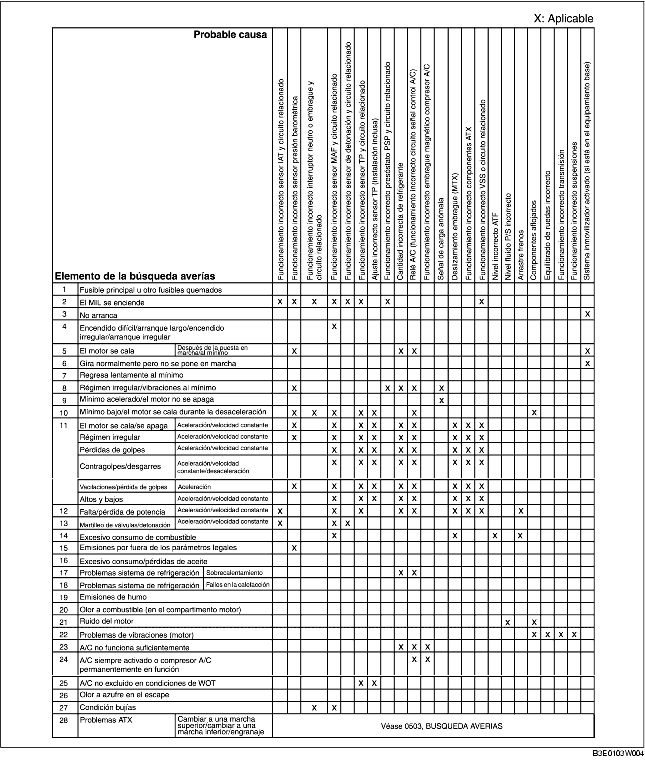 X: Aplicable
Probable causa
Elemento de la búsqueda averías
Funcionamiento incorrecto sensor IAT y circuito relacionado
Funcionamiento incorrecto sensor presión barométrica
Funcionamiento incorrecto interruptor neutro o embrague y
circuito relacionado
Funcionamiento incorrecto sensor MAF y circuito relacionado
Funcionamiento incorrecto sensor de detonación y circuito relacionado
Funcionamiento incorrecto sensor TP y circuito relacionado
Ajuste incorrecto sensor TP (Instalación inclusa)
Funcionamiento incorrecto presóstato PSP y circuito relacionado
Cantidad incorrecta de refrigerante
Relé A/C (funcionamiento incorrecto circuito señal control A/C)
Funcionamiento incorrecto embrague magnético compresor A/C
Señal de carga anómala
Deslizamiento embrague (MTX)
Funcionamiento incorrecto componentes ATX
Funcionamiento incorrecto VSS o circuito relacionado
Nivel incorrecto ATF
Nivel fluido P/S incorrecto
Arrastre frenos
Componentes aflojados
Equilibrado de ruedas incorrecto
Funcionamiento incorrecto transmisión
Funcionamiento incorrecto suspensiones
Sistema inmovilizador activado (si está en el equipamiento base)
1 Fusible principal u otro fusibles quemados
2 El MIL se enciende X X X X X X X X
3 No arranca X
4 Encendido difícil/arranque largo/encendido
irregular/arranque irregular X
5 El motor se cala Después de la puesta en
marcha/al mínimo X X X X
6 Gira normalmente pero no se pone en marcha X
7 Regresa lentamente al mínimo
8 Régimen irregular/vibraciones al mínimo X X X X X
9 Mínimo acelerado/el motor no se apaga X
10 Mínimo bajo/el motor se cala durante la desaceleración X X X X X X X
11 El motor se cala/se apaga Aceleración/velocidad constante X X X X X X X X X
Régimen irregular Aceleración/velocidad constante X X X X X X X X X
Pérdidas de golpes Aceleración/velocidad constante X X X X X X X X
Contragolpes/desgarres Aceleración/velocidad
constante/desaceleración X X X X X X X X
Vacilaciones/pérdida de golpes Aceleración X X X X X X X X X
Altos y bajos Aceleración/velocidad constante X X X X X X X X
12 Falta/pérdida de potencia Aceleración/velocidad constante X X X X X X X X X
13 Martilleo de válvulas/detonación Aceleración/velocidad constante X X X
14 Excesivo consumo de combustible X X X X
15 Emisiones por fuera de los parámetros legales X
16 Excesivo consumo/pérdidas de aceite
17 Problemas sistema de refrigeración Sobrecalentamiento X X
18 Problemas sistema de refrigeración Fallos en la calefacción
19 Emisiones de humo
20 Olor a combustible (en el compartimento motor)
21 Ruido del motor X X
22 Problemas de vibraciones (motor) X X X X
23 A/C no funciona suficientemente X X X
24 A/C siempre activado o compresor A/C
permanentemente en función X X
25 A/C no excluido en condiciones de WOT X X
26 Olor a azufre en el escape
27 Condición bujías X X
28 Problemas ATX Cambiar a una marcha
superior/cambiar a una
marcha inferior/engranaje
Véase 0503, BUSQUEDA AVERIAS
B3E0103W004